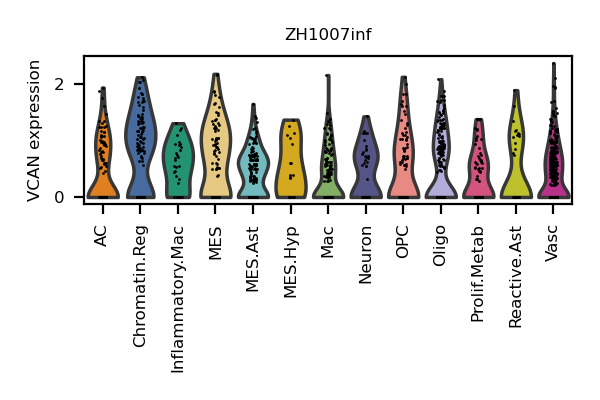 ZH1007inf
VCAN expression
2
0
AC
Chromatin.Reg
Inflammatory.Mac
MES
MES.Ast
MES.Hyp
Mac
Neuron
OPC
Oligo
Prolif.Metab
Reactive.Ast
Vasc